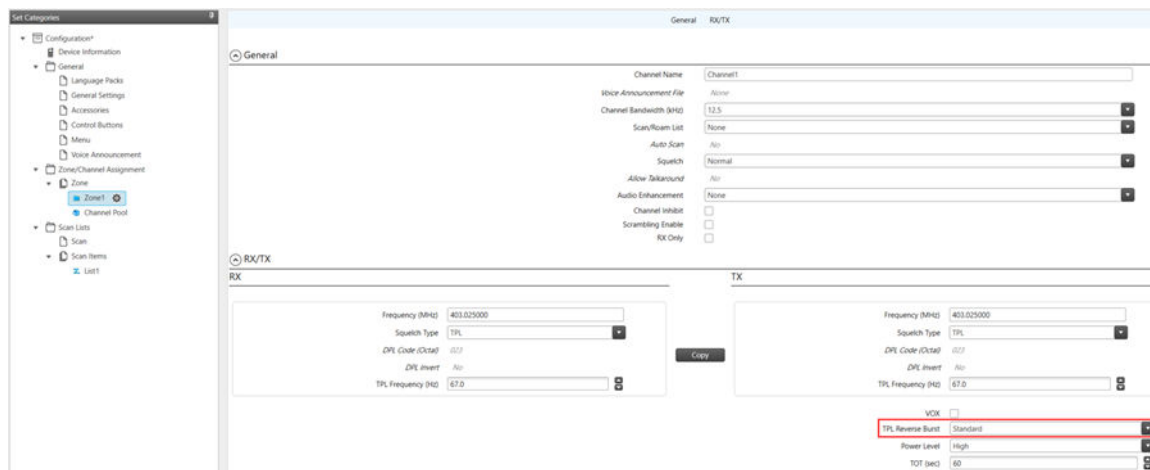 Set Categories
Configuration*
Device Information
General
Language Packs
General Settings
Accessories
Control Buttons
Menu
Voice Announcement
Zone/Channel Assignment
Zone
Zone1
Channel Pool
Scan Lists
Scan
Scan Items
List1
General RX/TX
General
Channel Name Channel1
Voice Announcement File None
Channel Bandwidth (kHz) 12.5
Scan/Roam List None
Auto Scan No
Squelch Normal
Allow Talkaround No
Audio Enhancement None
Channel Inhibit
Scrambling Enable
RX Only
RX/TX
RX
Frequency (MHz) 403.025000
Squelch Type TPL
DPL Code (Octal) 023
DPL Invert No
TPL Frequency (Hz) 67.0
Copy
TX
Frequency (MHz) 403.025000
Squelch Type TPL
DPL Code (Octal) 023
DPL Invert No
TPL Frequency (Hz) 67.0
VOX
TPL Reverse Burst Standard
Power Level High
TOT (sec) 60